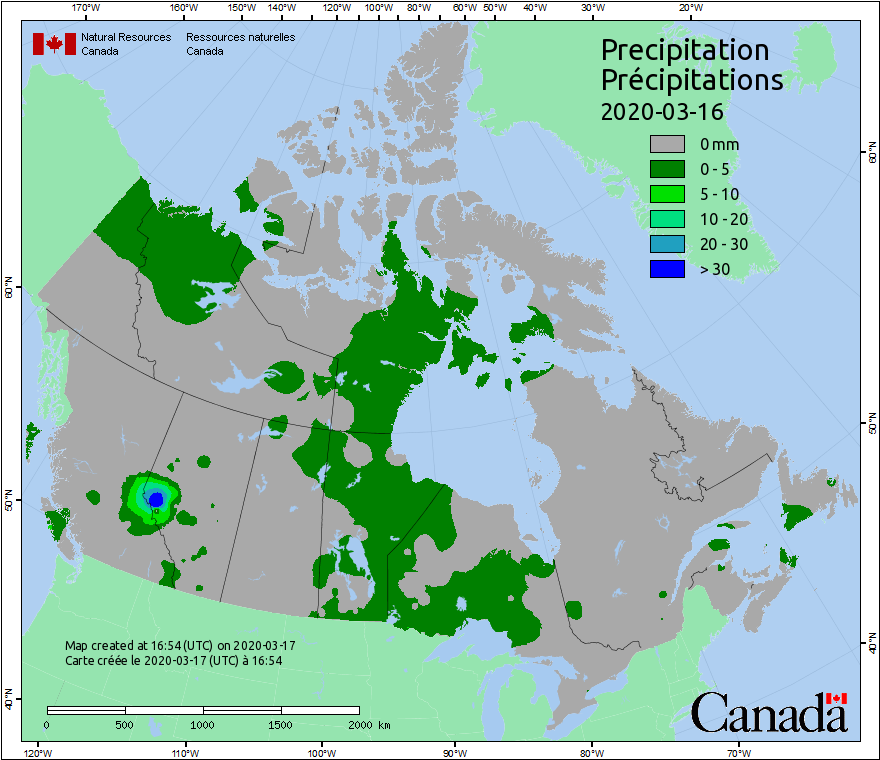 170°W 160°W 150°W 140°W 130°W 120°W 110°W 100°W 90°W 80°W 70°W 60°W 50°W 40°W 30°W 20°W
Natural Resources Canada
Ressources naturelles Canada
Precipitation
Précipitations
2020-03-16
0 mm
0 - 5
5 - 10
10 - 20
20 - 30
> 30
60°N
50°N
40°N
60°N
50°N
40°N
40°N
Map created at 16:54 (UTC) on 2020-03-17
Carte créée le 2020-03-17 (UTC) à 16:54
0 500 1000 1500 2000 km
Canada
120°W 110°W 100°W 90°W 80°W 70°W